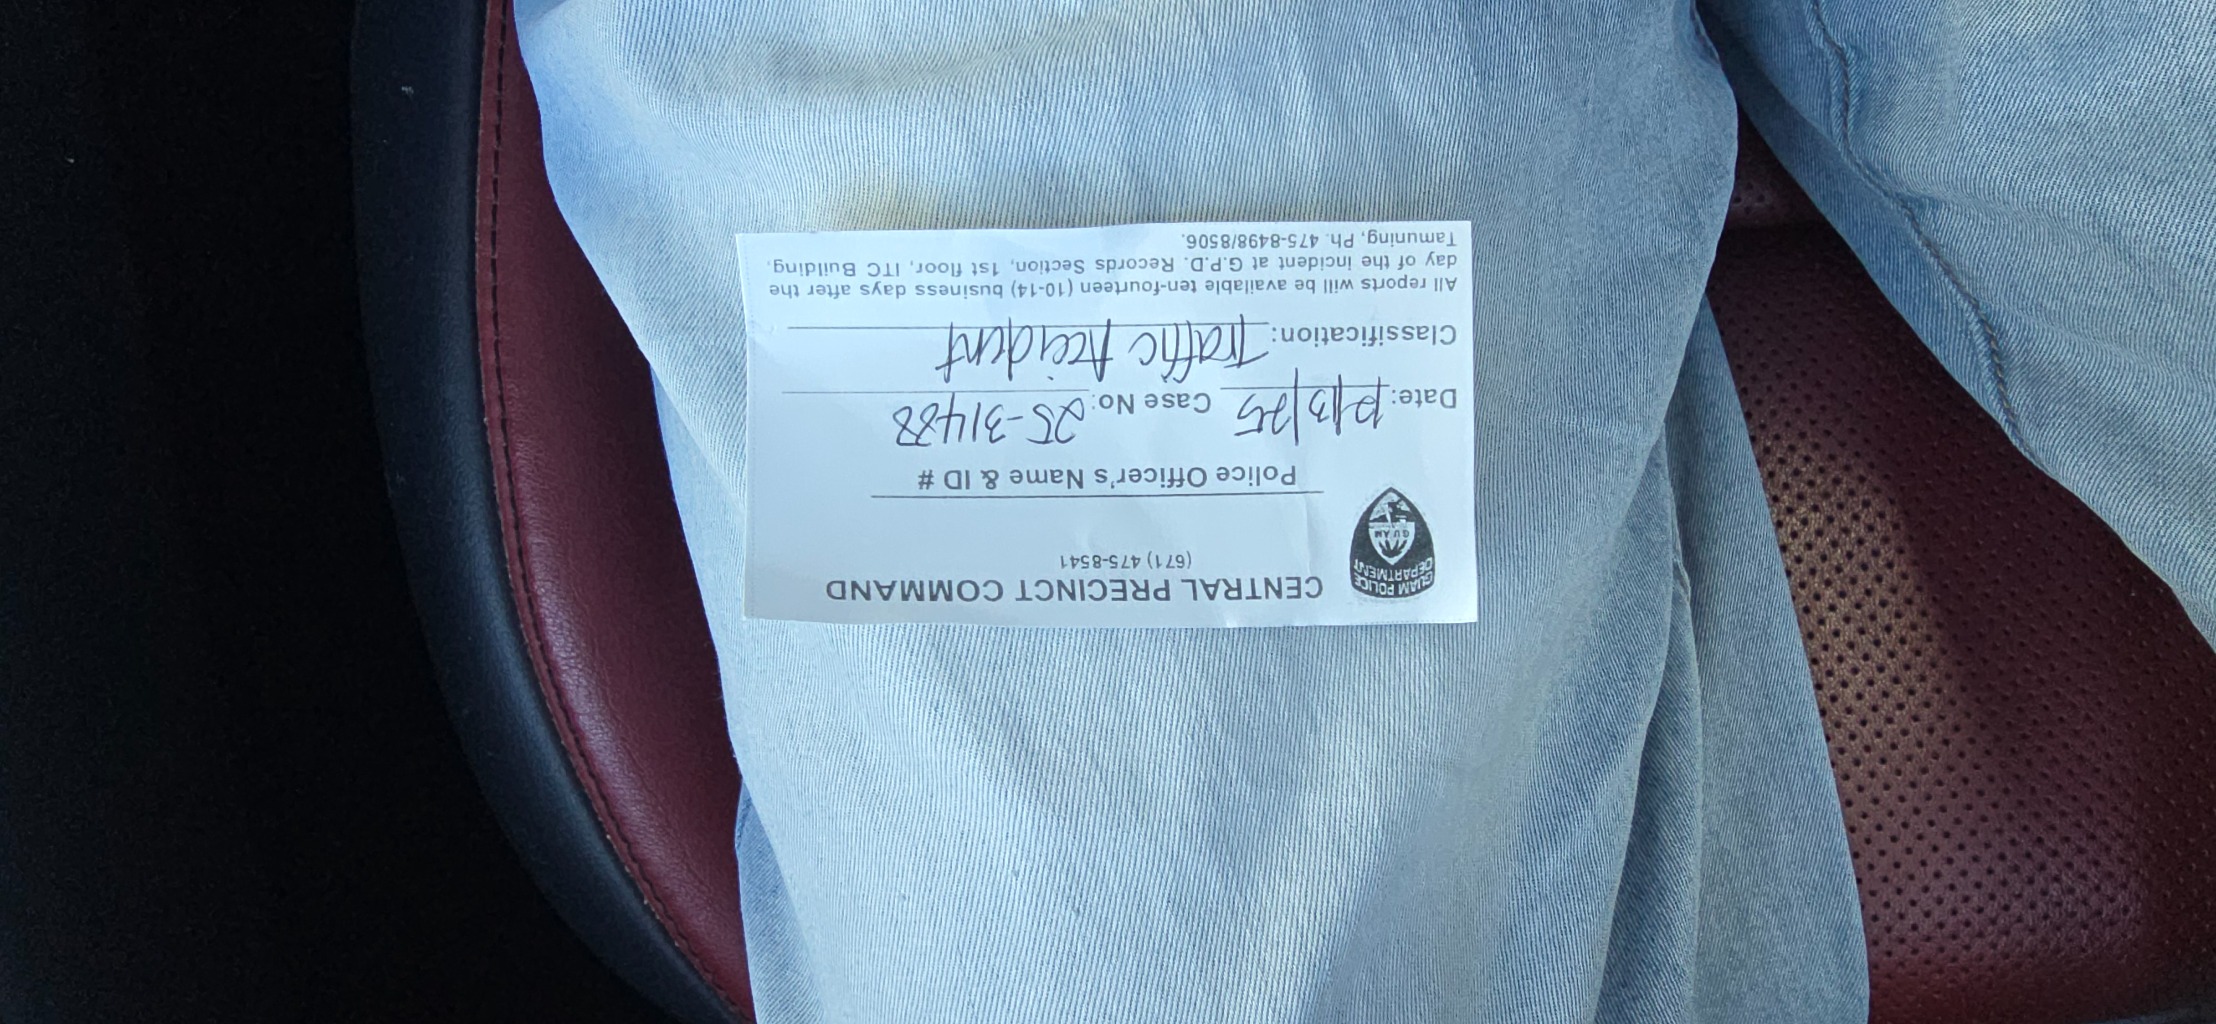 GUAM POLICE
DEPARTMENT
GUAM
CENTRAL PRECINCT COMMAND
(671) 475-8541
Police Officer's Name & ID #
Date: 12/13/25 Case No: 25-31488
Classification: Traffic Accident
All reports will be available ten-fourteen (10-14) business days after the
day of the incident at G.P.D. Records Section, 1st floor, ITC Building,
Tamuning, Ph. 475-8498/8506.